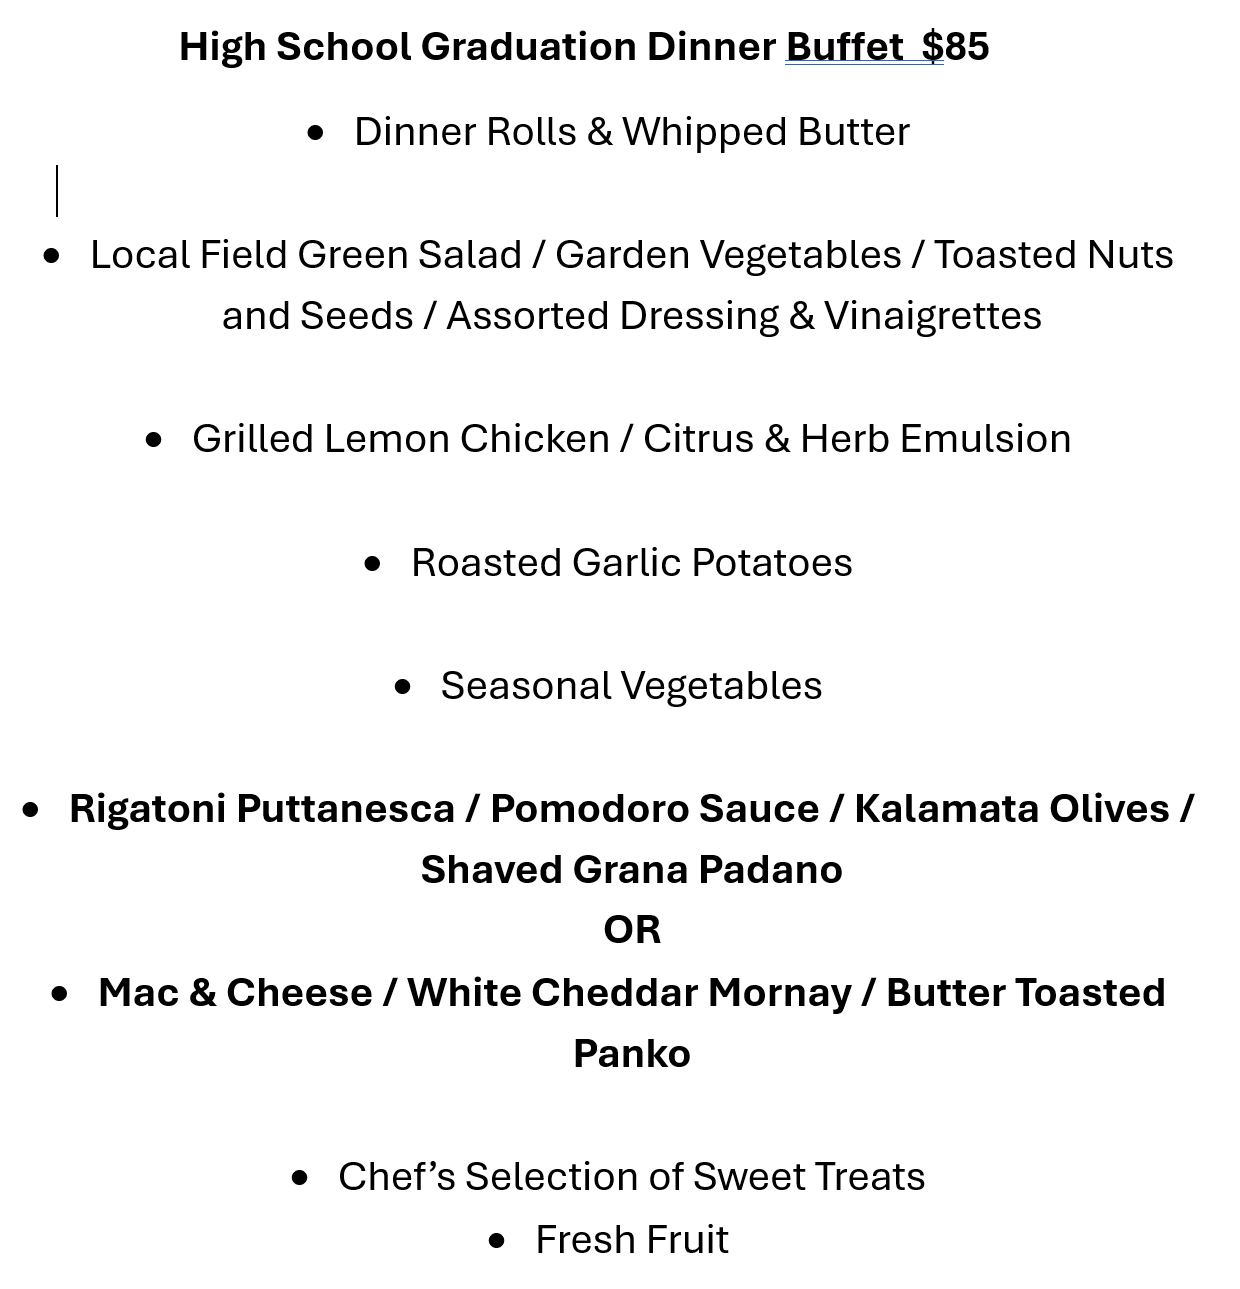 High School Graduation Dinner Buffet  $85
• Dinner Rolls & Whipped Butter
• Local Field Green Salad / Garden Vegetables / Toasted Nuts
and Seeds / Assorted Dressing & Vinaigrettes
• Grilled Lemon Chicken / Citrus & Herb Emulsion
• Roasted Garlic Potatoes
• Seasonal Vegetables
• Rigatoni Puttanesca / Pomodoro Sauce / Kalamata Olives /
Shaved Grana Padano
OR
• Mac & Cheese / White Cheddar Mornay / Butter Toasted
Panko
• Chef’s Selection of Sweet Treats
• Fresh Fruit